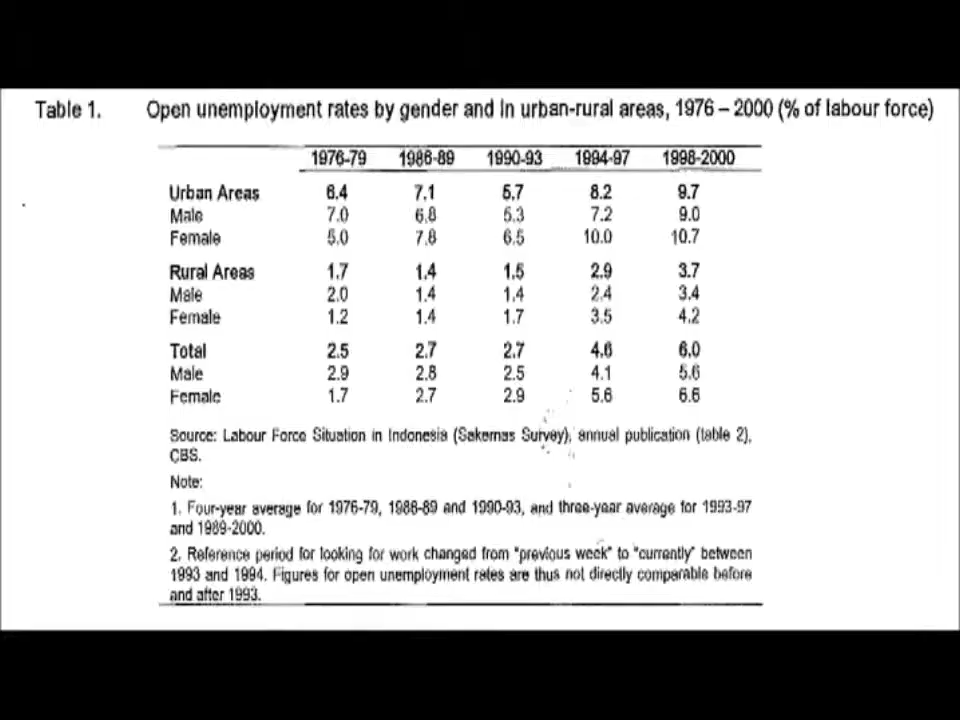 Table 1. Open unemployment rates by gender and in urban-rural areas, 1976 – 2000 (% of labour force)
1976-79 1986-89 1990-93 1994-97 1998-2000
Urban Areas 6.4 7.1 5.7 8.2 9.7
Male 7.0 6.8 5.3 7.2 9.0
Female 5.0 7.8 6.5 10.0 10.7
Rural Areas 1.7 1.4 1.5 2.9 3.7
Male 2.0 1.4 1.4 2.4 3.4
Female 1.2 1.4 1.7 3.5 4.2
Total 2.5 2.7 2.7 4.6 6.0
Male 2.9 2.8 2.5 4.1 5.6
Female 1.7 2.7 2.9 5.6 6.6
Source: Labour Force Situation in Indonesia (Sakernas Survey), annual publication (table 2),
CBS.
Note:
1. Four-year average for 1976-79, 1986-89 and 1990-93, and three-year average for 1993-97
and 1989-2000.
2. Reference period for looking for work changed from "previous week" to "currently" between
1993 and 1994. Figures for open unemployment rates are thus not directly comparable before
and after 1993.